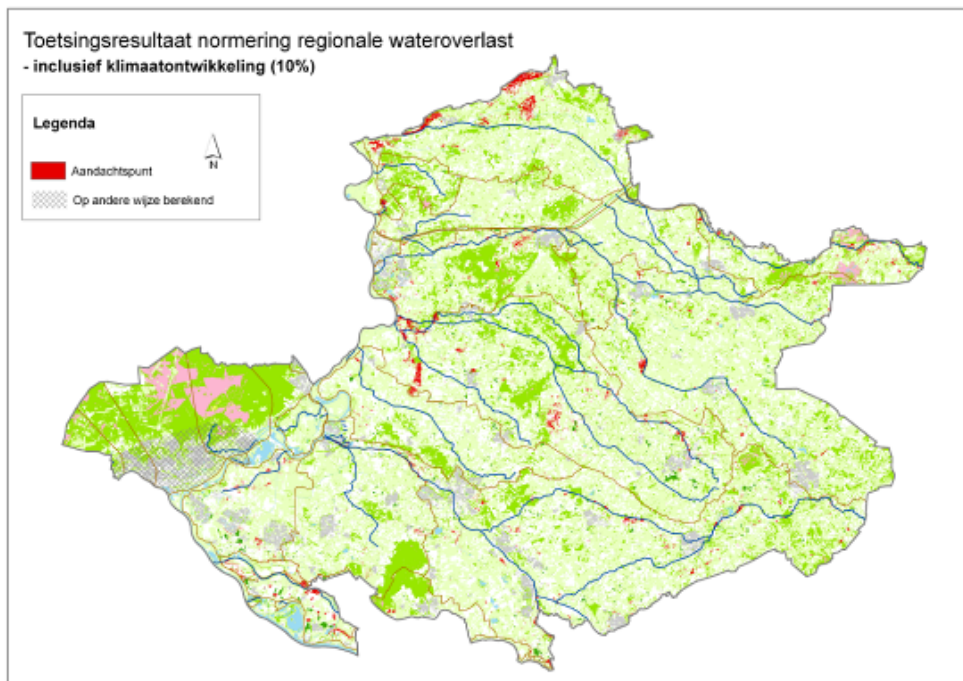 Toetsingsresultaat normering regionale wateroverlast
- inclusief klimaatontwikkeling (10%)
Legenda
N
Aandachtspunt
Op andere wijze berekend